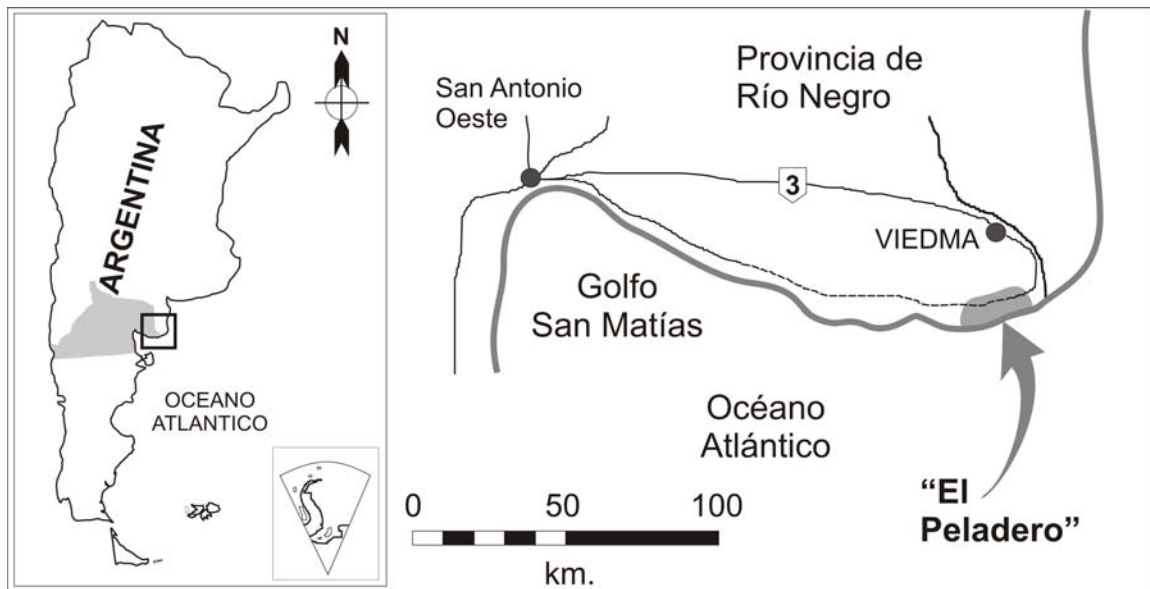 N
ARGENTINA
OCEANO
ATLANTICO
San Antonio
Oeste
Provincia de
Río Negro
3
VIEDMA
Golfo
San Matías
Océano
Atlántico
“El
Peladero”
0 50 100
km.